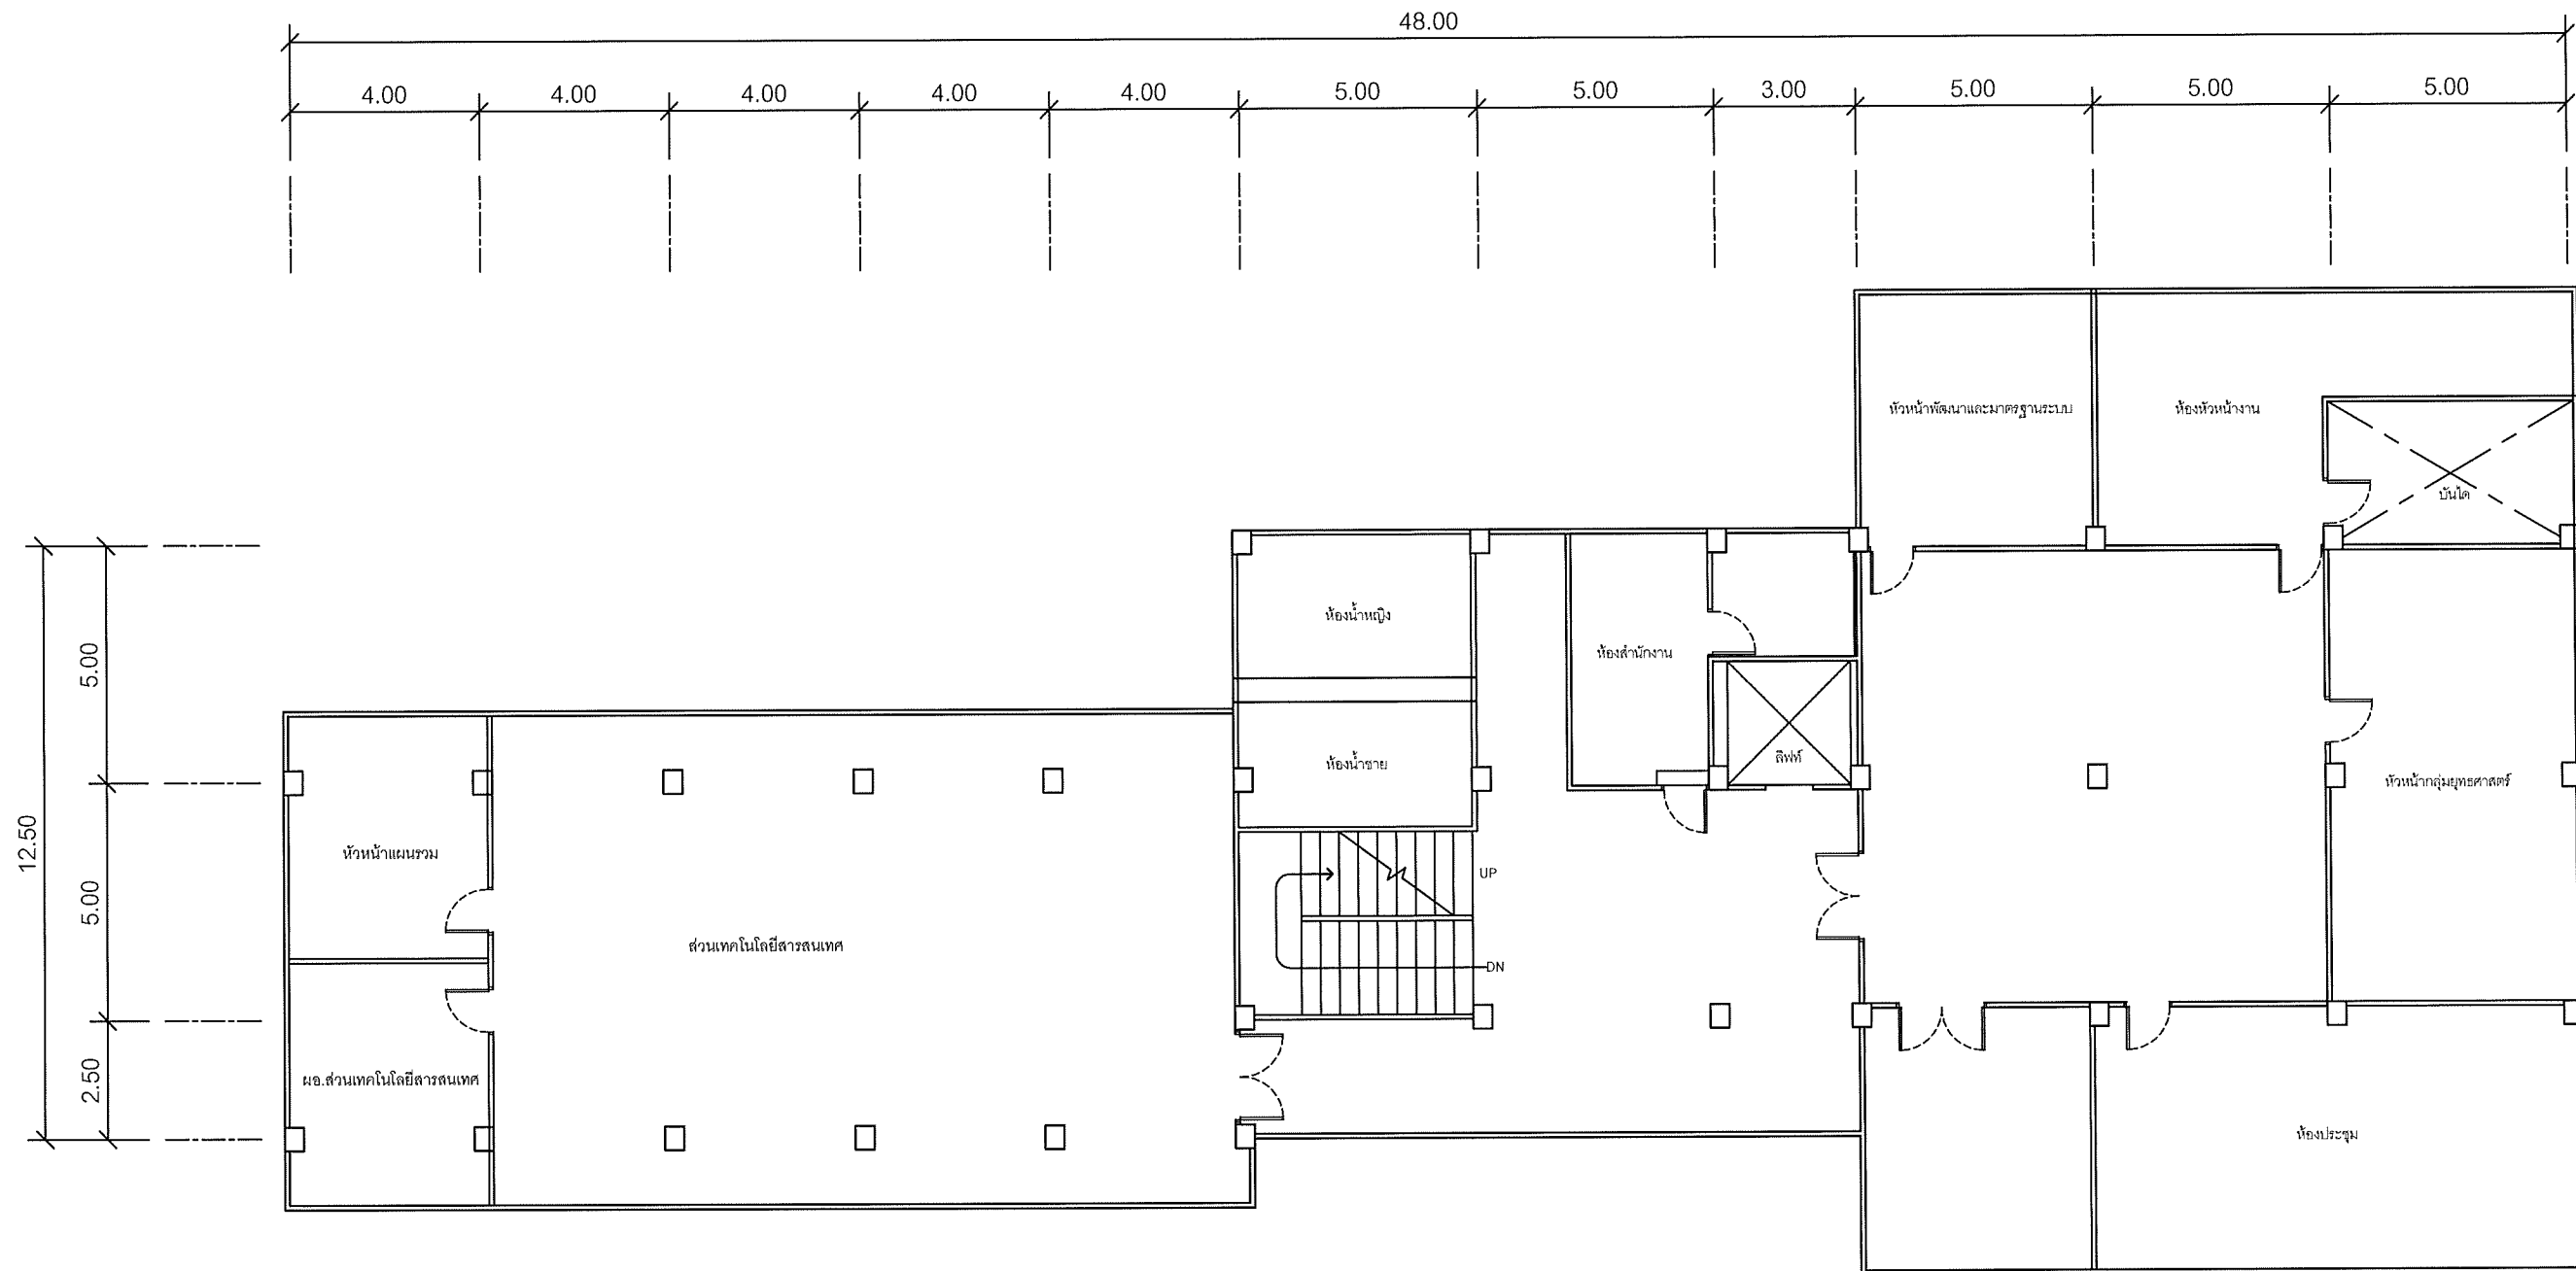 48.00
4.00 4.00 4.00 4.00 4.00 5.00 5.00 3.00 5.00 5.00 5.00
หัวหน้าพัฒนาและมาตรฐานระบบ
ห้องหัวหน้างาน
บันได
ห้องน้ำหญิง
ห้องสำนักงาน
5.00
ห้องน้ำชาย
ลิฟท์
หัวหน้ากลุ่มยุทธศาสตร์
12.50
หัวหน้าแผนรวม
UP
5.00
ส่วนเทคโนโลยีสารสนเทศ
DN
2.50
ผอ.ส่วนเทคโนโลยีสารสนเทศ
ห้องประชุม